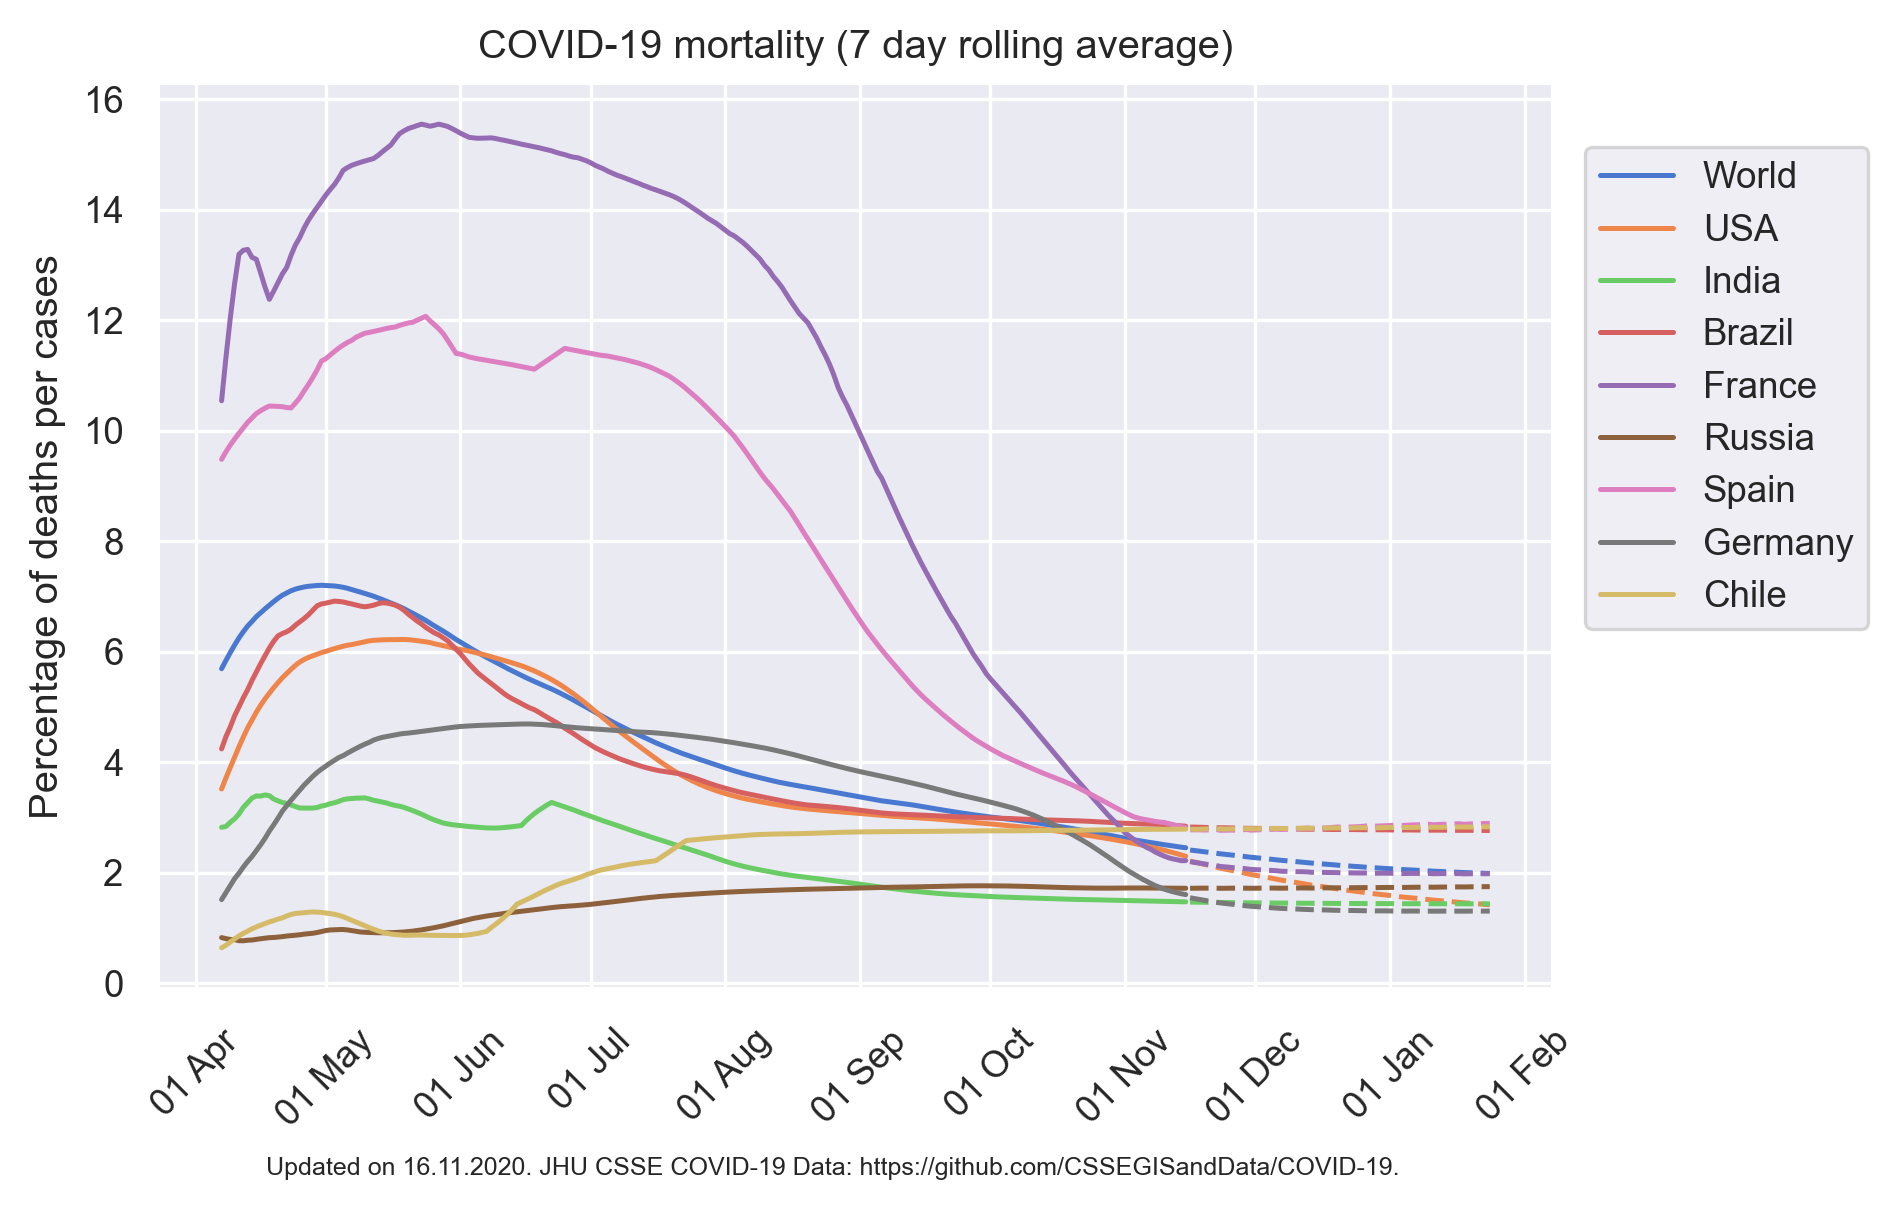 COVID-19 mortality (7 day rolling average)
Percentage of deaths per cases
16
14
12
10
8
6
4
2
0
01 Apr
01 May
01 Jun
01 Jul
01 Aug
01 Sep
01 Oct
01 Nov
01 Dec
01 Jan
01 Feb
World
USA
India
Brazil
France
Russia
Spain
Germany
Chile
Updated on 16.11.2020. JHU CSSE COVID-19 Data: https://github.com/CSSEGISandData/COVID-19.